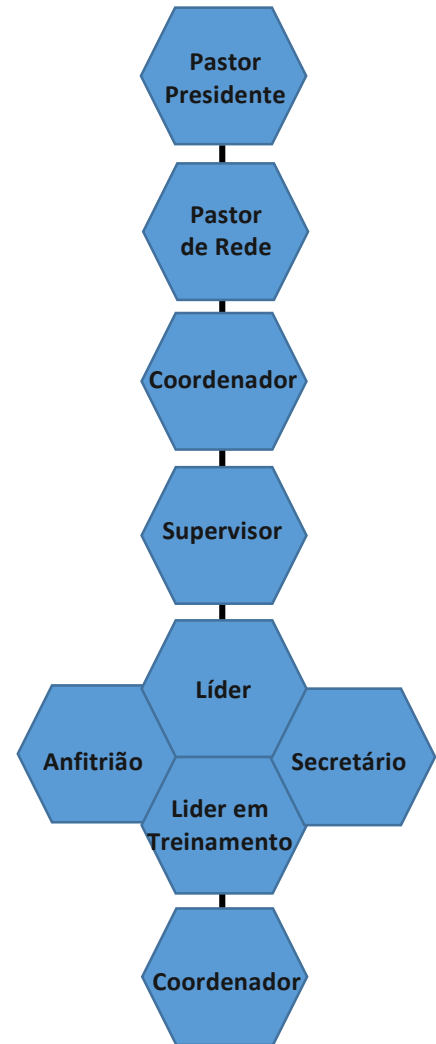 Pastor
Presidente
Pastor
de Rede
Coordenador
Supervisor
Líder
Anfitrião
Secretário
Lider em
Treinamento
Coordenador